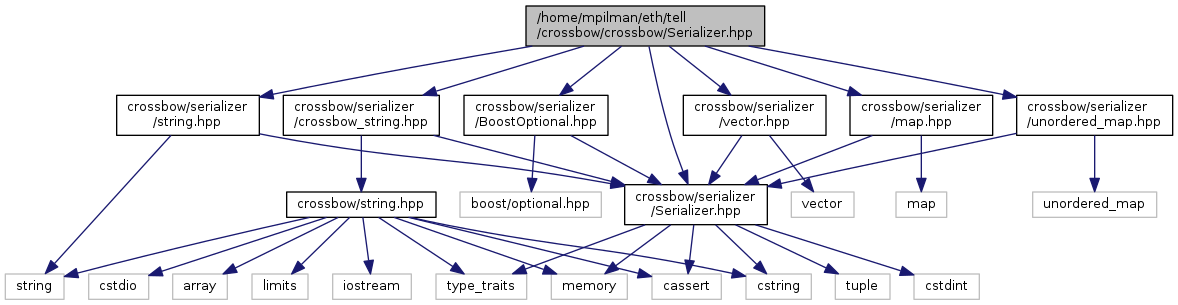 /home/mpilman/eth/tell
/crossbow/crossbow/Serializer.hpp
crossbow/serializer
/string.hpp
crossbow/serializer
/crossbow_string.hpp
crossbow/serializer
/BoostOptional.hpp
crossbow/serializer
/vector.hpp
crossbow/serializer
/map.hpp
crossbow/serializer
/unordered_map.hpp
crossbow/string.hpp
boost/optional.hpp
crossbow/serializer
/Serializer.hpp
vector
map
unordered_map
string
cstdio
array
limits
iostream
type_traits
memory
cassert
cstring
tuple
cstdint